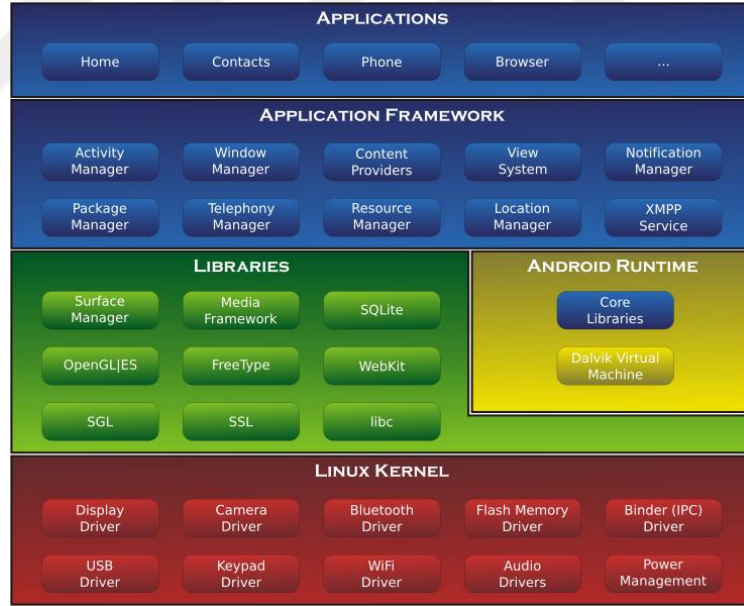 APPLICATIONS
Home
Contacts
Phone
Browser
...
APPLICATION FRAMEWORK
Activity
Manager
Window
Manager
Content
Providers
View
System
Notification
Manager
Package
Manager
Telephony
Manager
Resource
Manager
Location
Manager
XMPP
Service
LIBRARIES
Surface
Manager
Media
Framework
SQLite
OpenGL|ES
FreeType
WebKit
SGL
SSL
libc
ANDROID RUNTIME
Core
Libraries
Dalvik Virtual
Machine
LINUX KERNEL
Display
Driver
Camera
Driver
Bluetooth
Driver
Flash Memory
Driver
Binder (IPC)
Driver
USB
Driver
Keypad
Driver
WiFi
Driver
Audio
Drivers
Power
Management